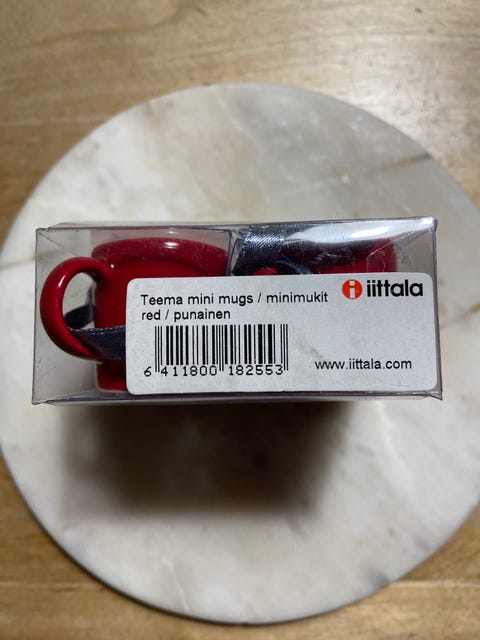 Teema mini mugs / minimukit
red / punainen
iittala
6 411800 182553
www.iittala.com